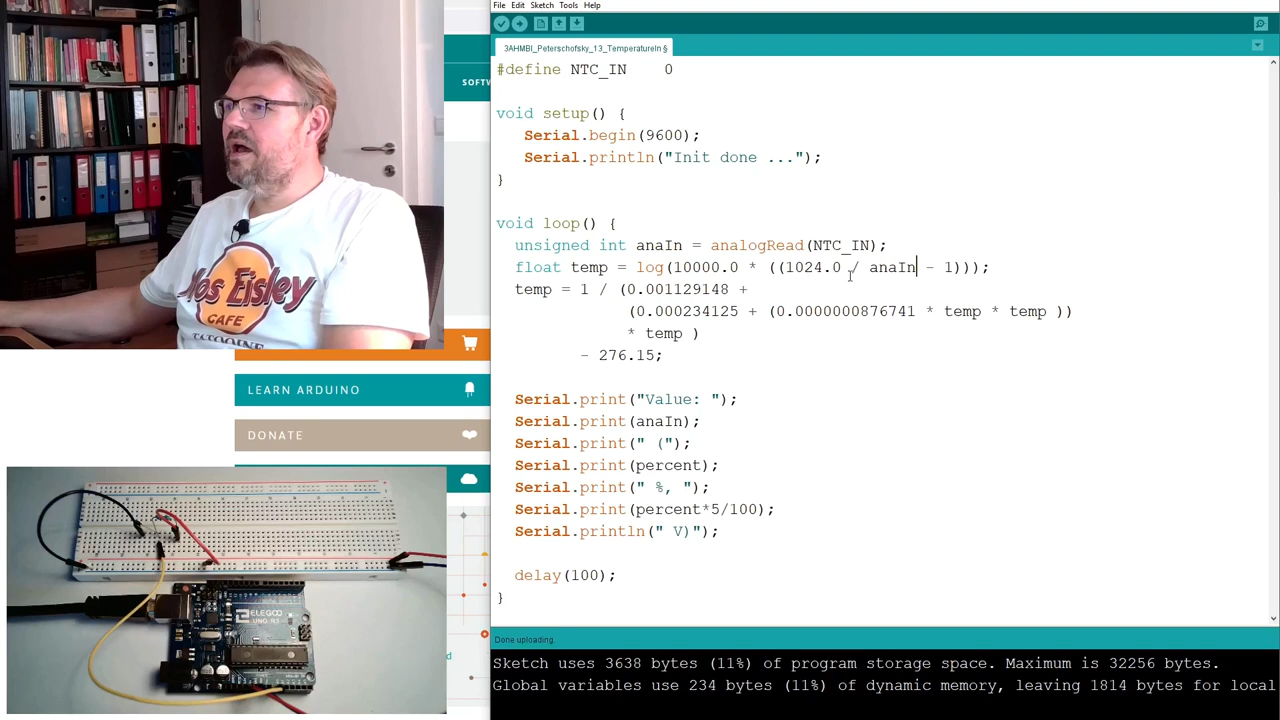 File Edit Sketch Tools Help
3AHMBI_Peterschofsky_13_TemperatureIn §
SOFTW
#define NTC_IN    0
void setup() {
   Serial.begin(9600);
   Serial.println("Init done ...");
}
void loop() {
  unsigned int anaIn = analogRead(NTC_IN);
  float temp = log(10000.0 * ((1024.0 / anaIn - 1)));
  temp = 1 / (0.001129148 +
              (0.000234125 + (0.0000000876741 * temp * temp ))
              * temp )
         - 276.15;
  Serial.print("Value: ");
  Serial.print(anaIn);
  Serial.print(" (");
  Serial.print(percent);
  Serial.print(" %, ");
  Serial.print(percent*5/100);
  Serial.println(" V)");
  delay(100);
}
Done uploading.
Sketch uses 3638 bytes (11%) of program storage space. Maximum is 32256 bytes.
Global variables use 234 bytes (11%) of dynamic memory, leaving 1814 bytes for local
Mos Eisley
CAFE
TATOOINE
LEARN ARDUINO
DONATE
ELEGOO
UNO R3